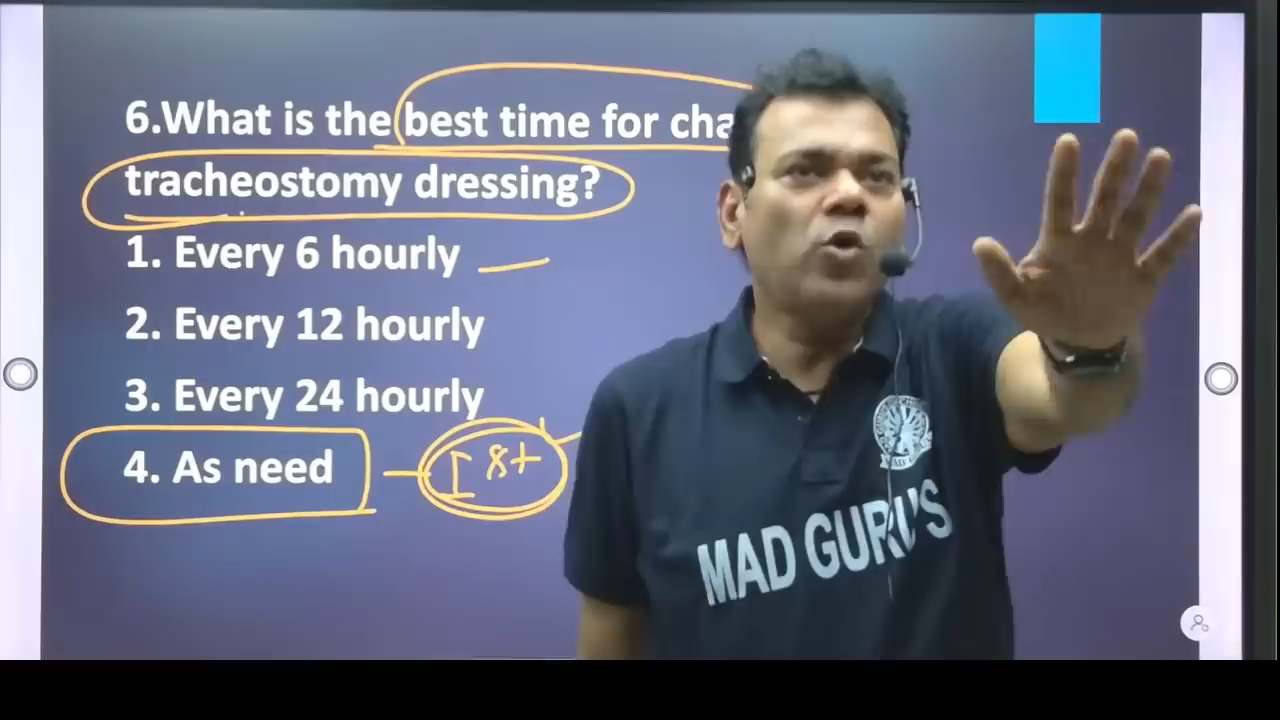 6.What is the best time for cha
tracheostomy dressing?
1. Every 6 hourly
2. Every 12 hourly
3. Every 24 hourly
4. As need
I st
MAD GURU'S